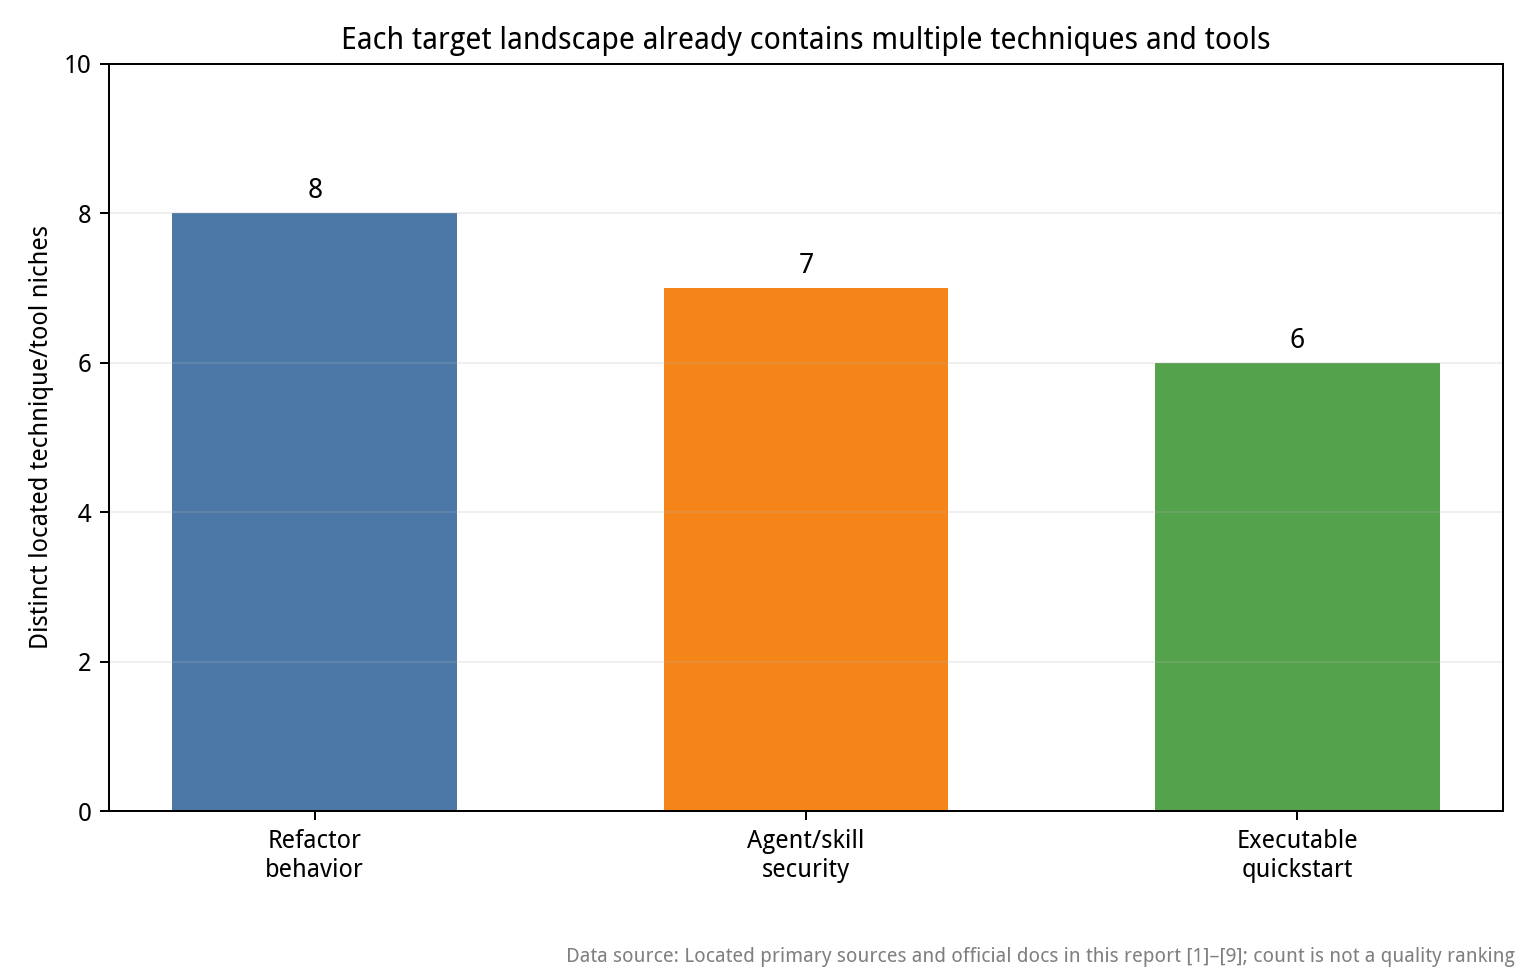 Each target landscape already contains multiple techniques and tools
Distinct located technique/tool niches
10
8
6
4
2
0
8
7
6
Refactor
behavior
Agent/skill
security
Executable
quickstart
Data source: Located primary sources and official docs in this report [1]–[9]; count is not a quality ranking